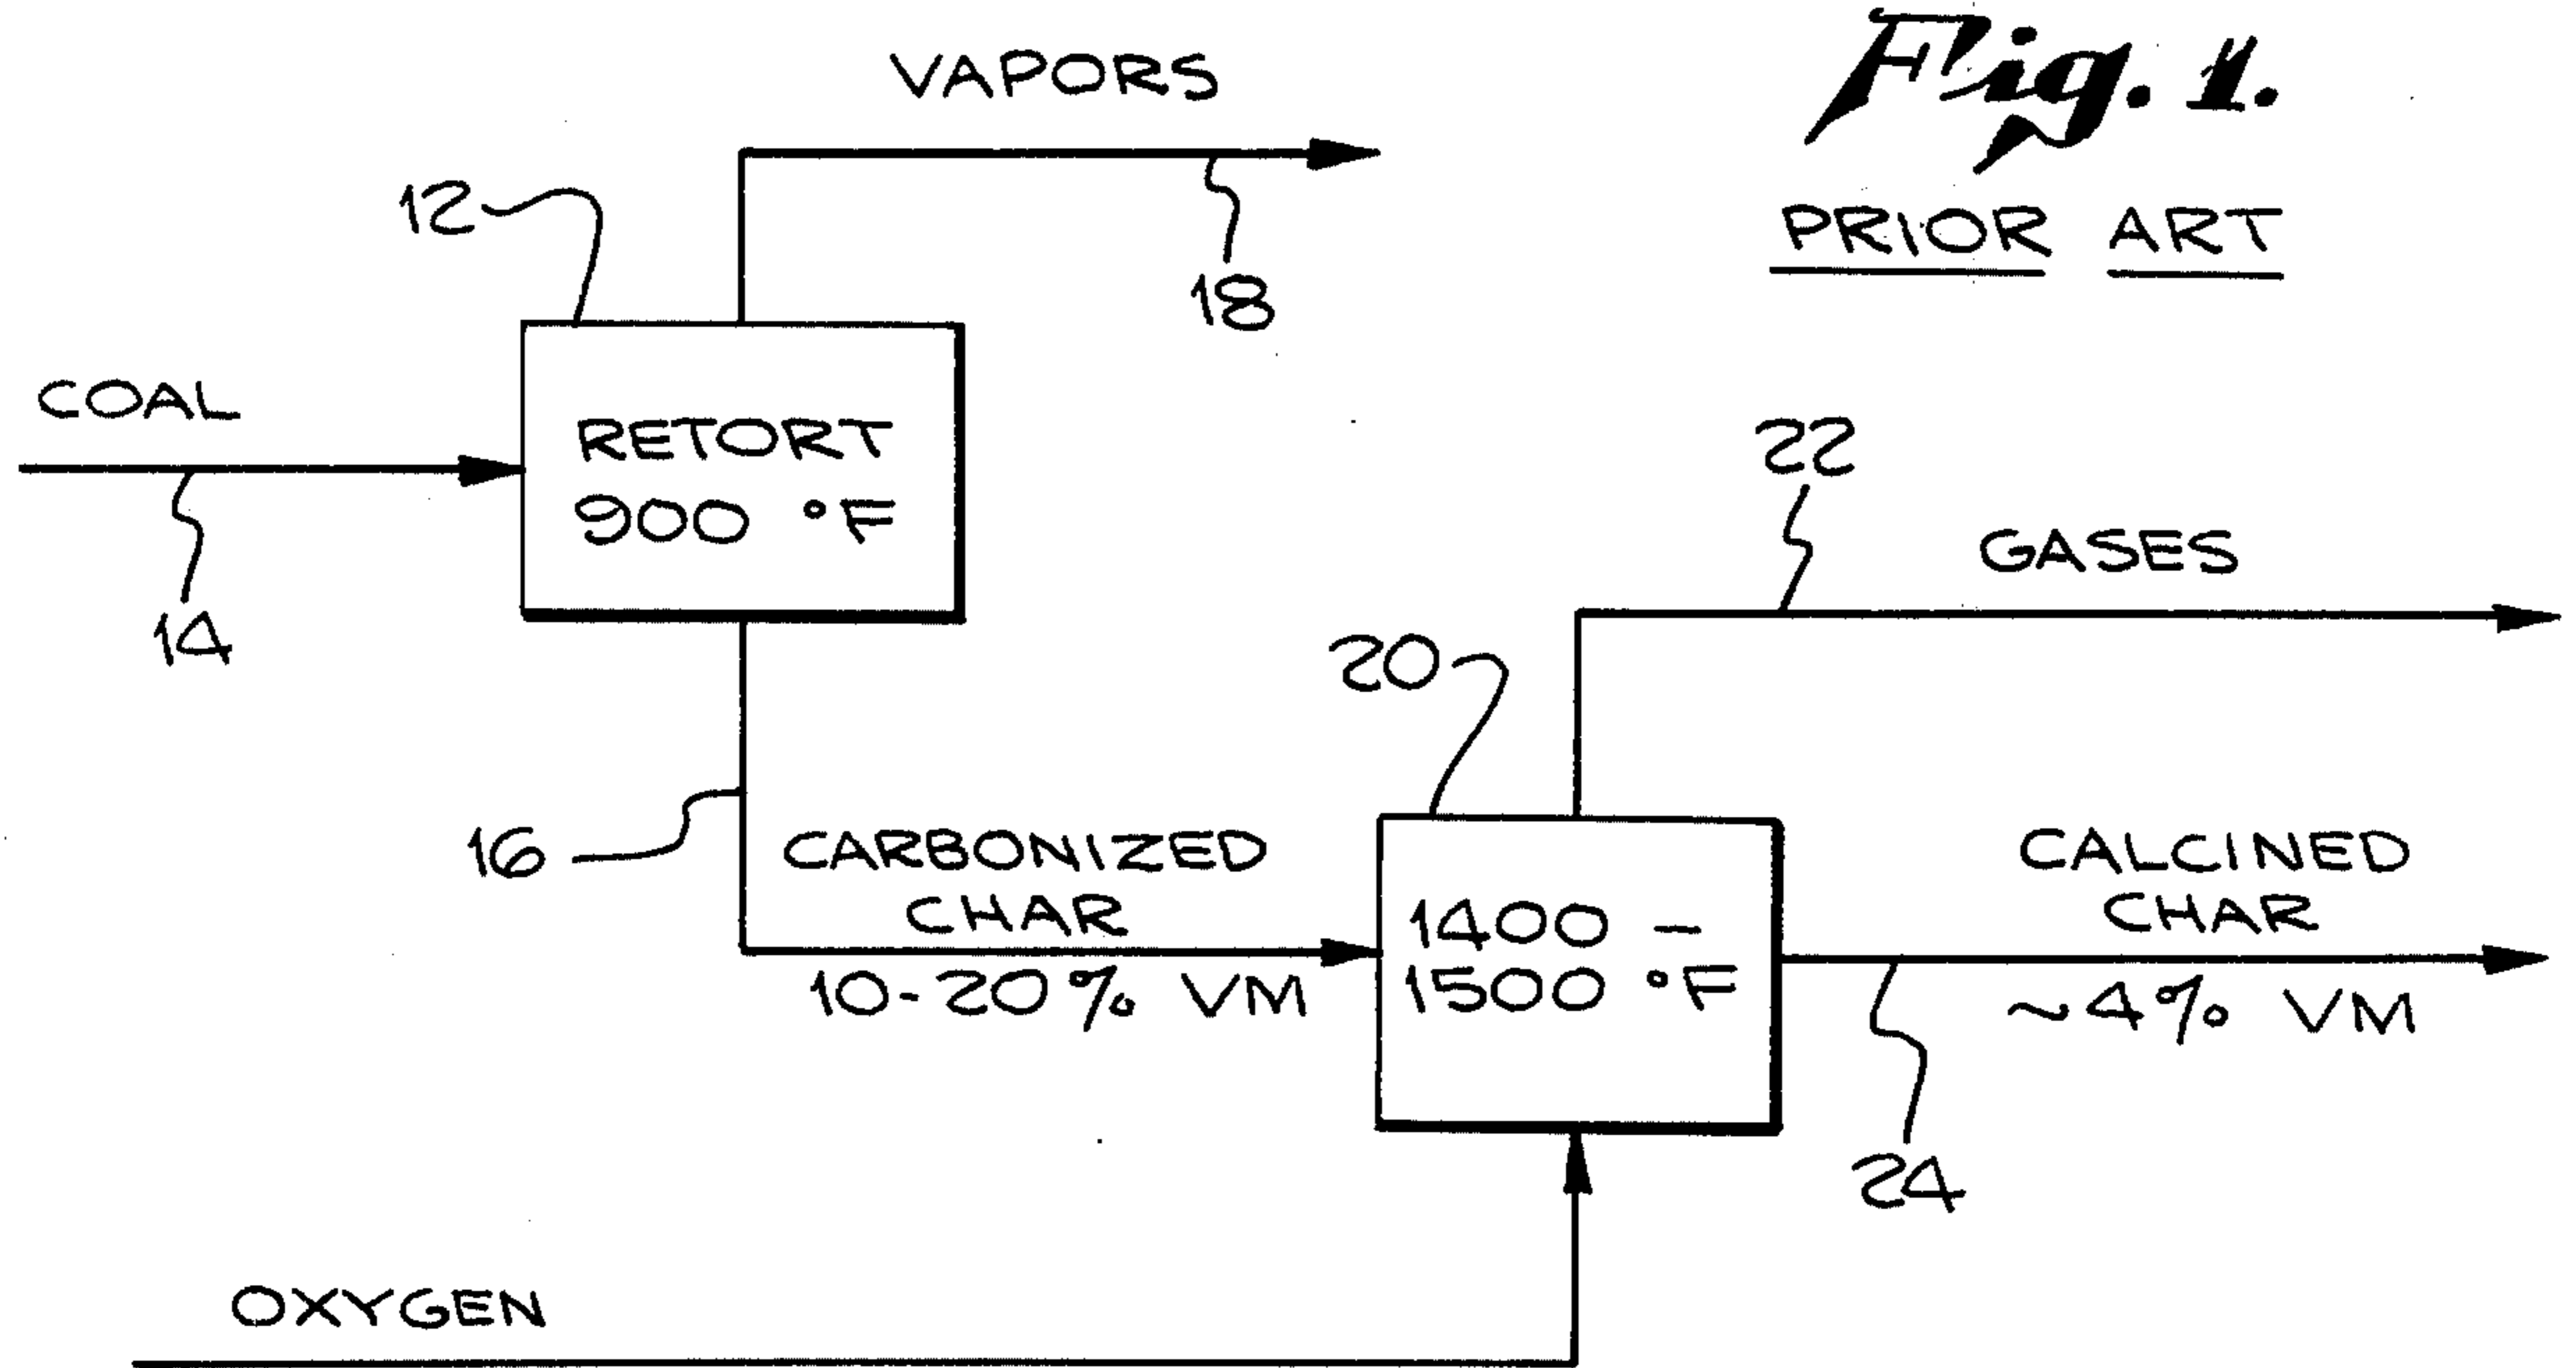 VAPORS
Fig. 1.
PRIOR ART
12
18
COAL
RETORT
900 °F
14
22
GASES
20
16
CARBONIZED
CHAR
10-20% VM
1400 –
1500 °F
CALCINED
CHAR
~4% VM
24
OXYGEN